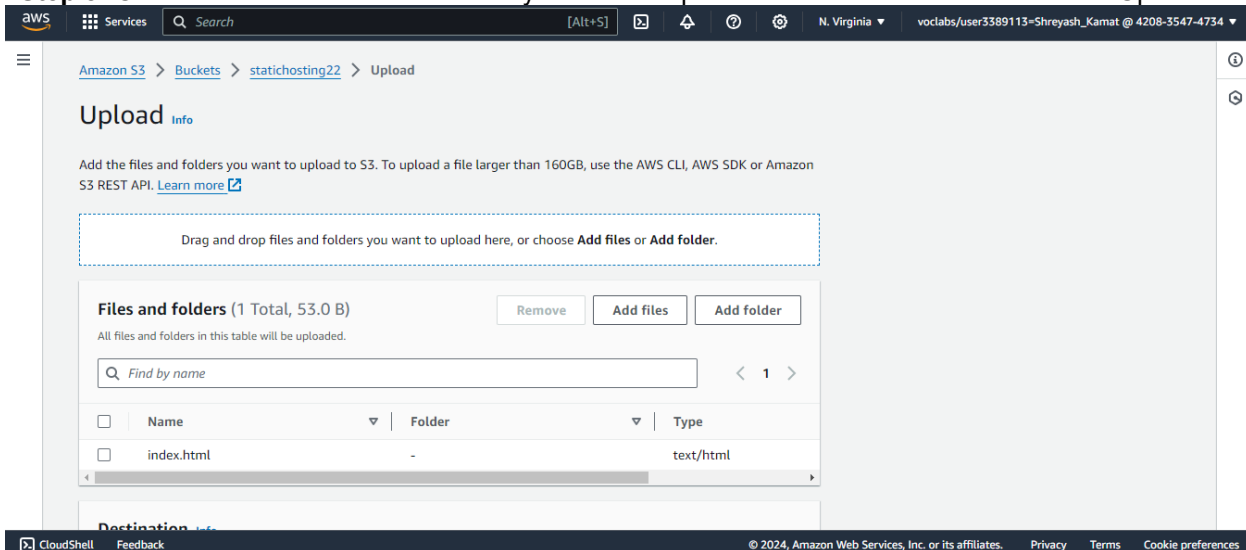 aws Services Search [Alt+S] N. Virginia voclabs/user3389113=Shreyash_Kamat @ 4208-3547-4734
Amazon S3 > Buckets > statichosting22 > Upload
Upload Info
Add the files and folders you want to upload to S3. To upload a file larger than 160GB, use the AWS CLI, AWS SDK or Amazon
S3 REST API. Learn more
Drag and drop files and folders you want to upload here, or choose Add files or Add folder.
Files and folders (1 Total, 53.0 B) Remove Add files Add folder
All files and folders in this table will be uploaded.
Find by name < 1 >
Name Folder Type
index.html - text/html
Destination Info
CloudShell Feedback © 2024, Amazon Web Services, Inc. or its affiliates. Privacy Terms Cookie preferences